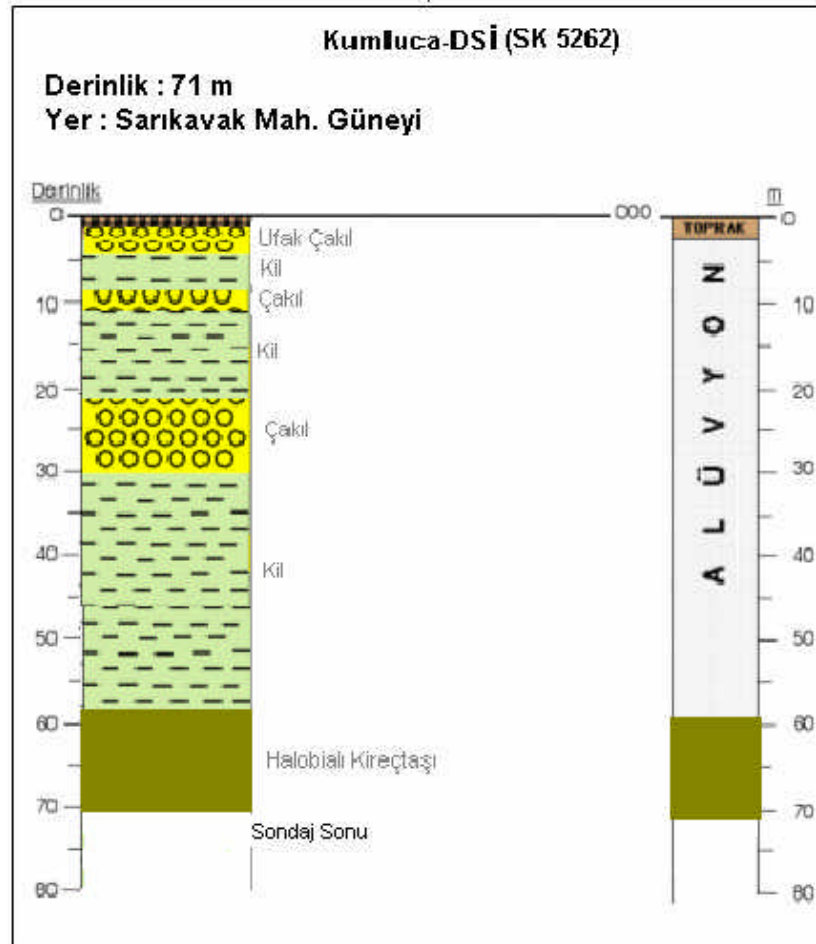 Kumluca-DSİ (SK 5262)
Derinlik : 71 m
Yer : Sarıkavak Mah. Güneyi
Derinlik
m
0
000
0
TOPRAK
Ufak Çakıl
Kil
10
Çakıl
10
Kil
20
20
Çakıl
30
30
ALÜVYON
40
Kil
40
50
50
60
60
Halobialı Kireçtaşı
70
70
Sondaj Sonu
80
80